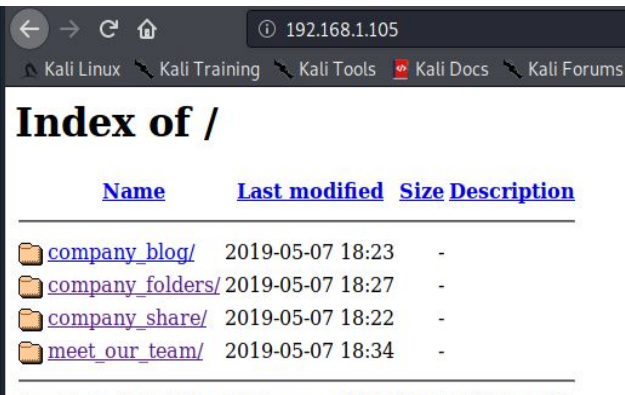 192.168.1.105
Kali Linux Kali Training Kali Tools Kali Docs Kali Forums
Index of /
Name Last modified Size Description
company_blog/ 2019-05-07 18:23 -
company_folders/ 2019-05-07 18:27 -
company_share/ 2019-05-07 18:22 -
meet_our_team/ 2019-05-07 18:34 -